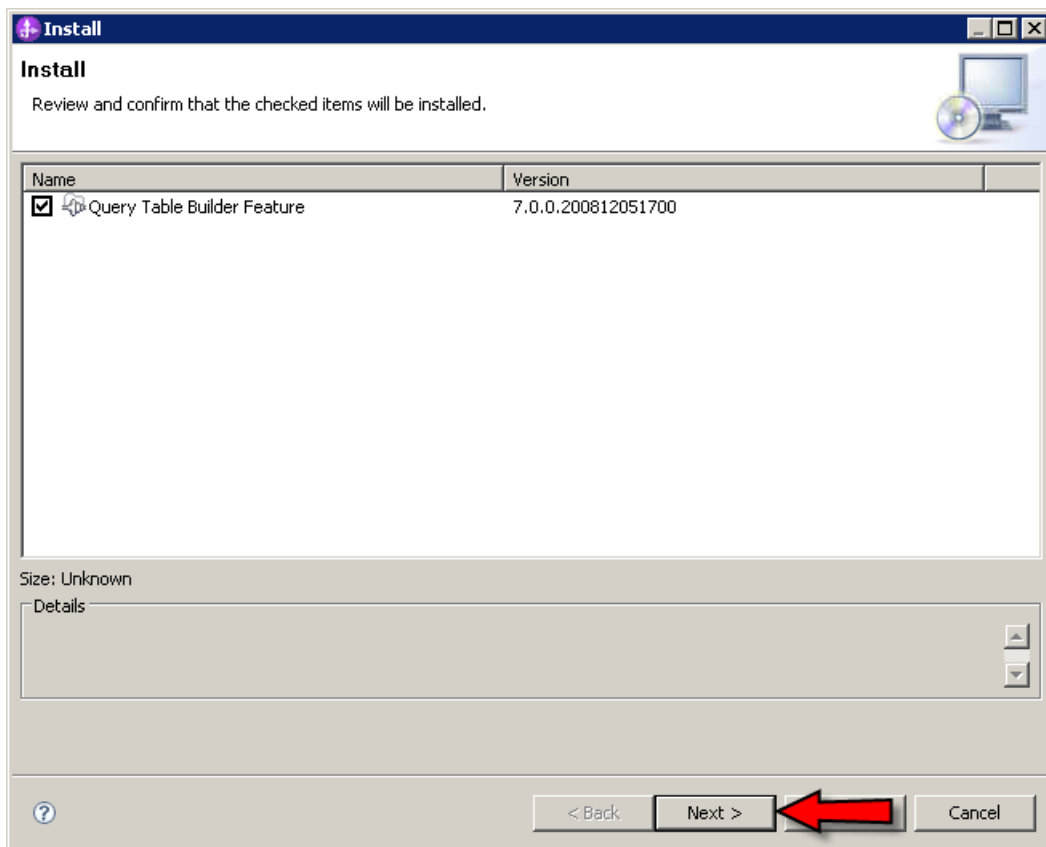 Install
Install
Review and confirm that the checked items will be installed.
Name Version
Query Table Builder Feature 7.0.0.200812051700
Size: Unknown
Details
< Back Next > Cancel